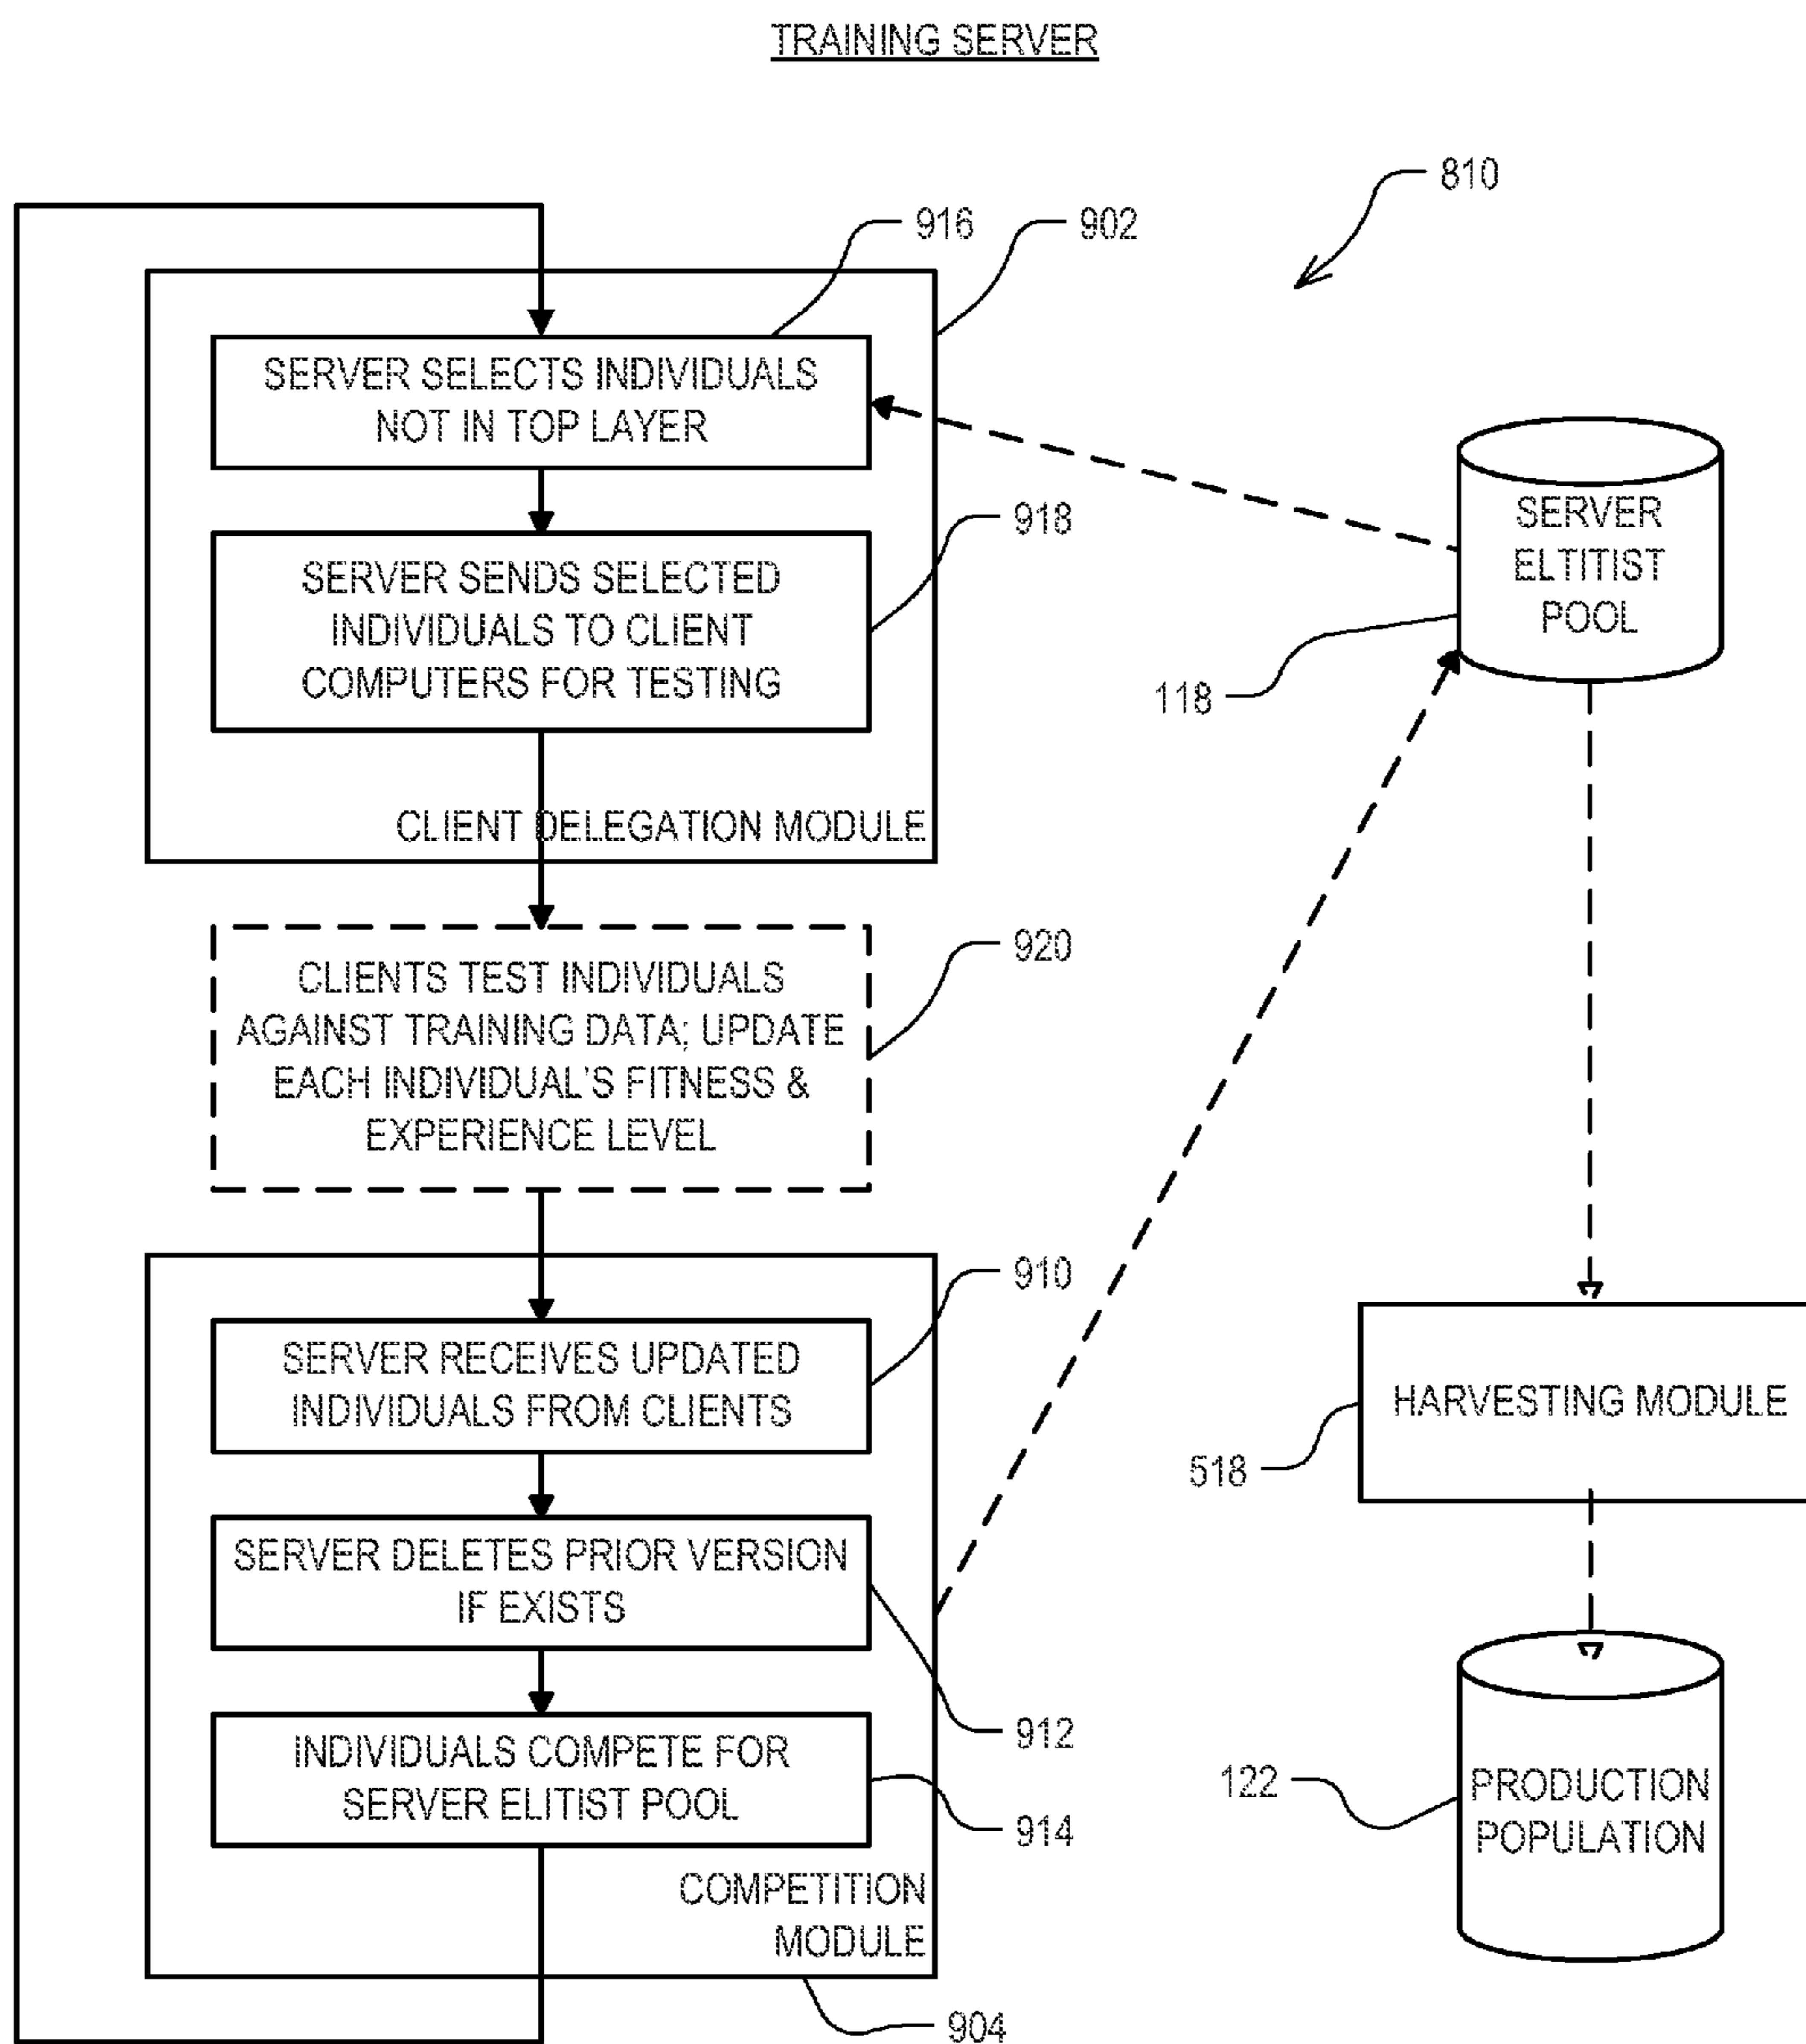 TRAINING SERVER
810
916
902
SERVER SELECTS INDIVIDUALS
NOT IN TOP LAYER
918
SERVER SENDS SELECTED
INDIVIDUALS TO CLIENT
COMPUTERS FOR TESTING
CLIENT DELEGATION MODULE
SERVER
ELTITIST
POOL
118
920
CLIENTS TEST INDIVIDUALS
AGAINST TRAINING DATA; UPDATE
EACH INDIVIDUAL'S FITNESS &
EXPERIENCE LEVEL
910
SERVER RECEIVES UPDATED
INDIVIDUALS FROM CLIENTS
HARVESTING MODULE
518
SERVER DELETES PRIOR VERSION
IF EXISTS
912
INDIVIDUALS COMPETE FOR
SERVER ELITIST POOL
914
COMPETITION
MODULE
904
122
PRODUCTION
POPULATION